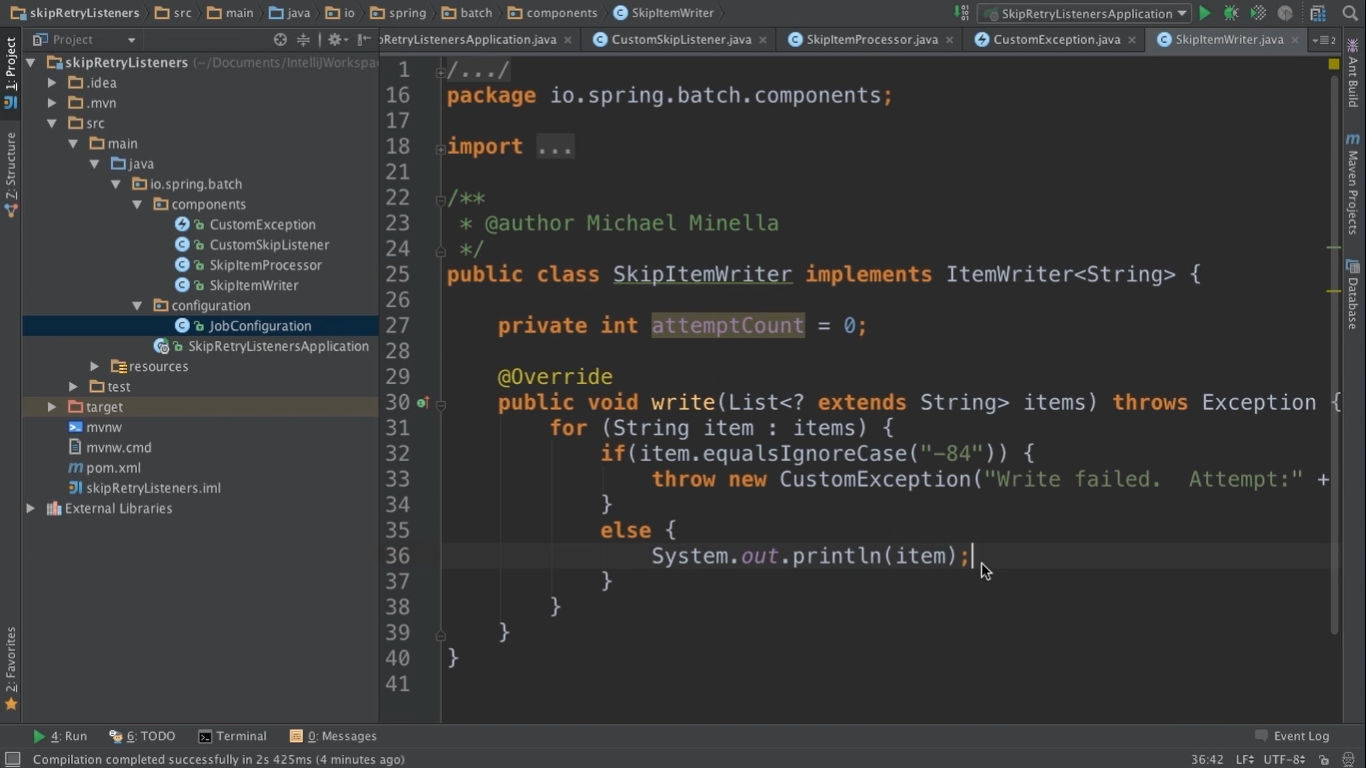 skipRetryListeners src main java io spring batch components SkipItemWriter SkipRetryListenersApplication
Project
RetryListenersApplication.java CustomSkipListener.java SkipItemProcessor.java CustomException.java SkipItemWriter.java
1: Project
7: Structure
2: Favorites
skipRetryListeners (~/Documents/IntelliJWorkspa
.idea
.mvn
src
main
java
io.spring.batch
components
CustomException
CustomSkipListener
SkipItemProcessor
SkipItemWriter
configuration
JobConfiguration
SkipRetryListenersApplication
resources
test
target
mvnw
mvnw.cmd
pom.xml
skipRetryListeners.iml
External Libraries
1 /.../
16 package io.spring.batch.components;
17
18 import ...
21
22 /**
23 * @author Michael Minella
24 */
25 public class SkipItemWriter implements ItemWriter<String> {
26
27 private int attemptCount = 0;
28
29 @Override
30 public void write(List<? extends String> items) throws Exception {
31 for (String item : items) {
32 if(item.equalsIgnoreCase("-84")) {
33 throw new CustomException("Write failed.  Attempt:" +
34 }
35 else {
36 System.out.println(item);
37 }
38 }
39 }
40 }
41
Ant Build
Maven Projects
Database
4: Run 6: TODO Terminal 0: Messages Event Log
Compilation completed successfully in 2s 425ms (4 minutes ago) 36:42 LF UTF-8